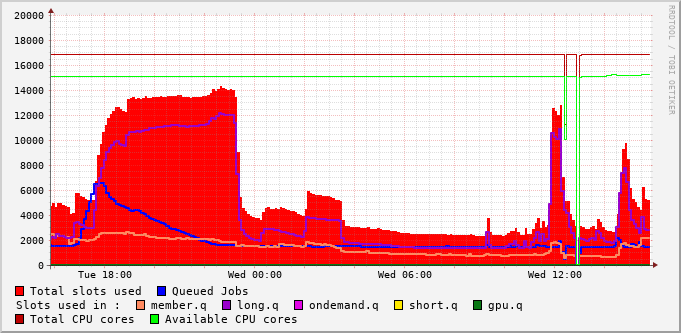 20000
18000
16000
14000
12000
10000
8000
6000
4000
2000
0
Tue 18:00 Wed 00:00 Wed 06:00 Wed 12:00
RRDTOOL / TOBI OETIKER
Total slots used Queued Jobs
Slots used in : member.q long.q ondemand.q short.q gpu.q
Total CPU cores Available CPU cores